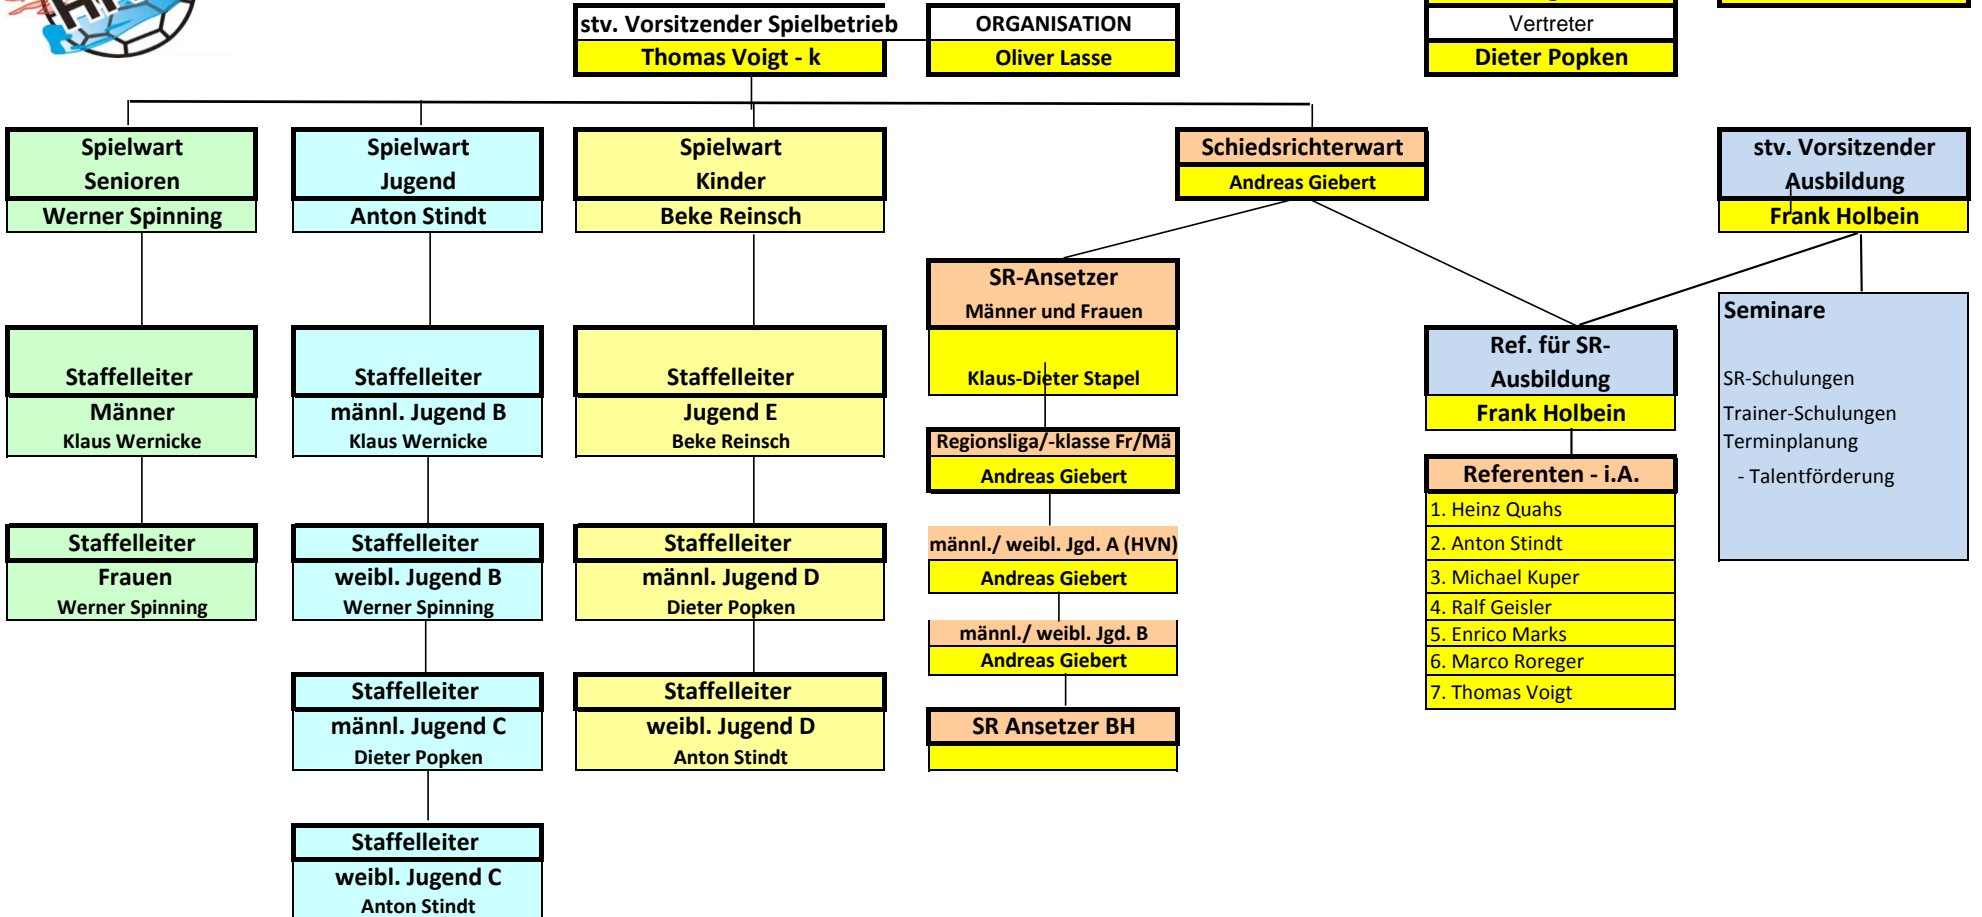 stv. Vorsitzender Spielbetrieb
Thomas Voigt - k
ORGANISATION
Oliver Lasse
Vertreter
Dieter Popken
Spielwart
Senioren
Werner Spinning
Spielwart
Jugend
Anton Stindt
Spielwart
Kinder
Beke Reinsch
Schiedsrichterwart
Andreas Giebert
stv. Vorsitzender
Ausbildung
Frank Holbein
Staffelleiter
Männer
Klaus Wernicke
Staffelleiter
Frauen
Werner Spinning
Staffelleiter
männl. Jugend B
Klaus Wernicke
Staffelleiter
weibl. Jugend B
Werner Spinning
Staffelleiter
männl. Jugend C
Dieter Popken
Staffelleiter
weibl. Jugend C
Anton Stindt
Staffelleiter
Jugend E
Beke Reinsch
Staffelleiter
männl. Jugend D
Dieter Popken
Staffelleiter
weibl. Jugend D
Anton Stindt
SR-Ansetzer
Männer und Frauen
Klaus-Dieter Stapel
Regionsliga/-klasse Fr/Mä
Andreas Giebert
männl./ weibl. Jgd. A (HVN)
Andreas Giebert
männl./ weibl. Jgd. B
Andreas Giebert
SR Ansetzer BH
Ref. für SR-
Ausbildung
Frank Holbein
Referenten - i.A.
1. Heinz Quahs
2. Anton Stindt
3. Michael Kuper
4. Ralf Geisler
5. Enrico Marks
6. Marco Roreger
7. Thomas Voigt
Seminare
SR-Schulungen
Trainer-Schulungen
Terminplanung
- Talentförderung